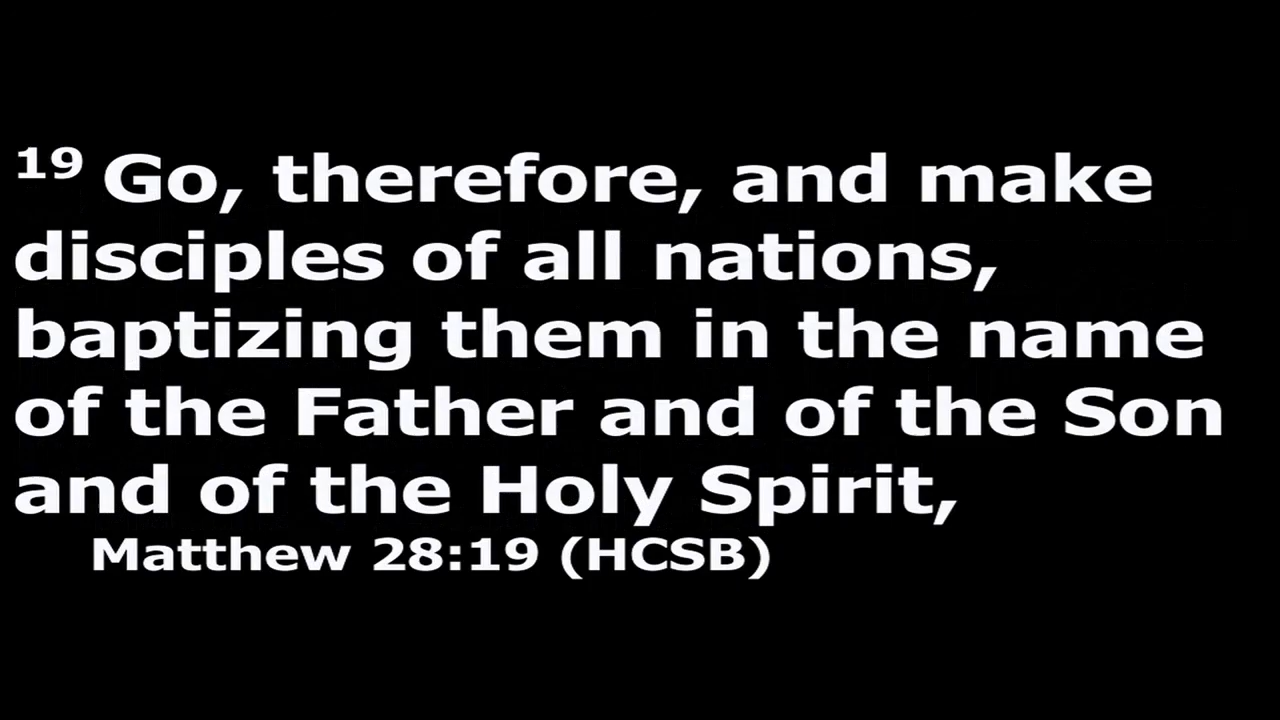 19 Go, therefore, and make
disciples of all nations,
baptizing them in the name
of the Father and of the Son
and of the Holy Spirit,
Matthew 28:19 (HCSB)